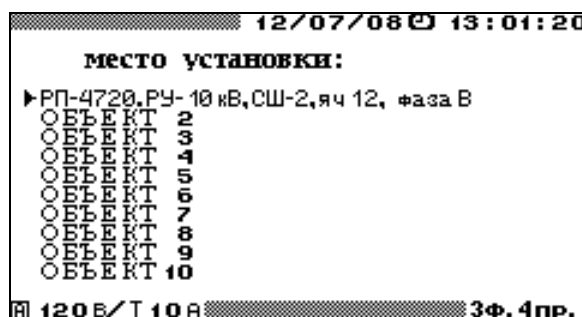 12/07/08 13:01:20
место установки:
РП-4720.РУ-10 кВ,СШ-2,яч 12, фаза В
ОБЪЕКТ 2
ОБЪЕКТ 3
ОБЪЕКТ 4
ОБЪЕКТ 5
ОБЪЕКТ 6
ОБЪЕКТ 7
ОБЪЕКТ 8
ОБЪЕКТ 9
ОБЪЕКТ 10
А 120В/Т10А 3ф.4пр.